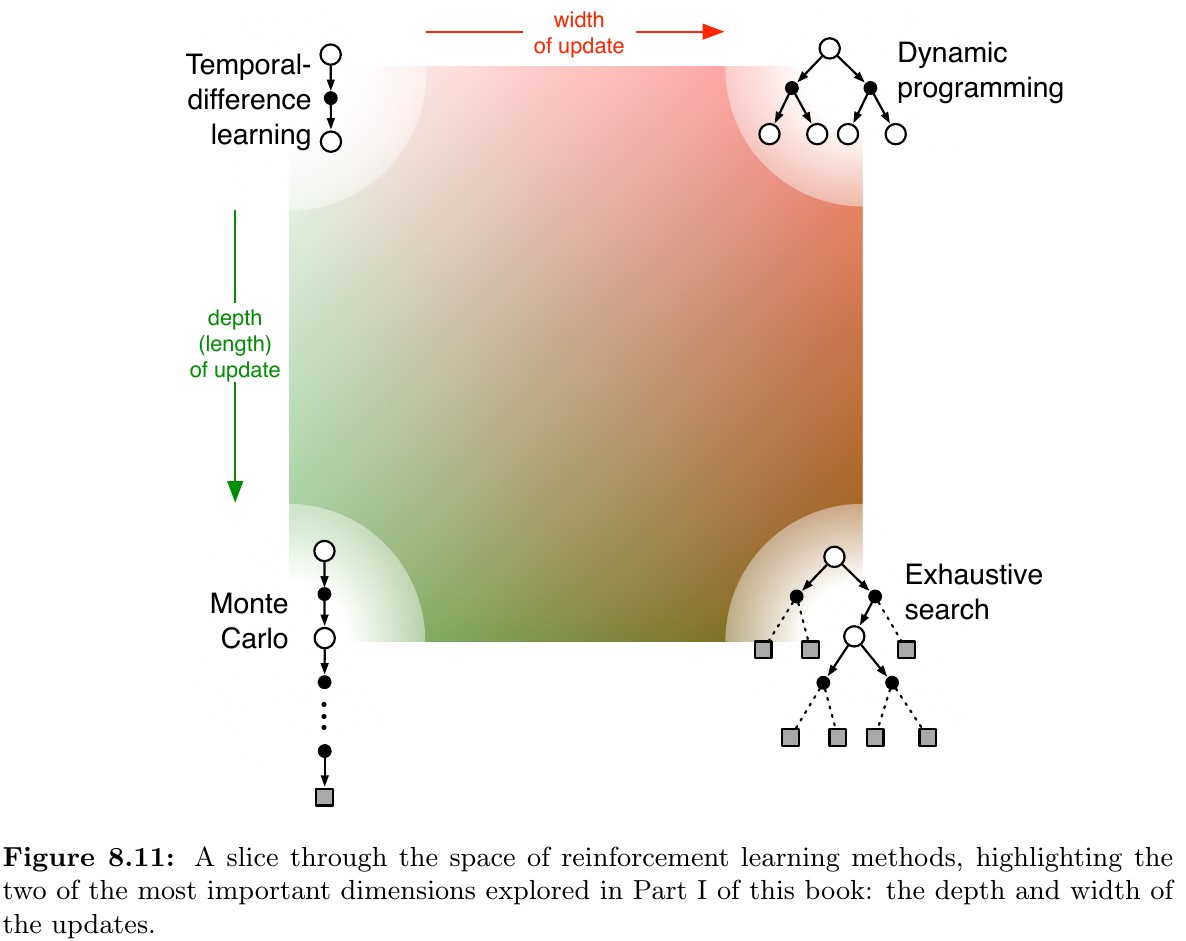 width
of update
Temporal-
difference
learning
Dynamic
programming
depth
(length)
of update
Monte
Carlo
Exhaustive
search
Figure 8.11: A slice through the space of reinforcement learning methods, highlighting the
two of the most important dimensions explored in Part I of this book: the depth and width of
the updates.